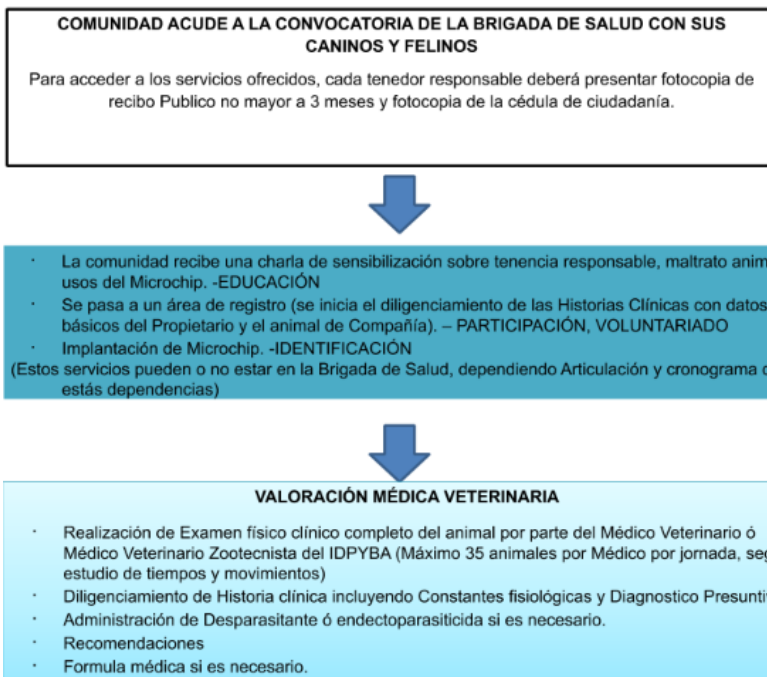 COMUNIDAD ACUDE A LA CONVOCATORIA DE LA BRIGADA DE SALUD CON SUS
CANINOS Y FELINOS
Para acceder a los servicios ofrecidos, cada tenedor responsable deberá presentar fotocopia de
recibo Publico no mayor a 3 meses y fotocopia de la cédula de ciudadanía.
· La comunidad recibe una charla de sensibilización sobre tenencia responsable, maltrato anim
usos del Microchip. -EDUCACIÓN
· Se pasa a un área de registro (se inicia el diligenciamiento de las Historias Clínicas con datos
básicos del Propietario y el animal de Compañía). – PARTICIPACIÓN, VOLUNTARIADO
· Implantación de Microchip. -IDENTIFICACIÓN
(Estos servicios pueden o no estar en la Brigada de Salud, dependiendo Articulación y cronograma
estás dependencias)
VALORACIÓN MÉDICA VETERINARIA
· Realización de Examen físico clínico completo del animal por parte del Médico Veterinario ó
Médico Veterinario Zootecnista del IDPYBA (Máximo 35 animales por Médico por jornada, seg
estudio de tiempos y movimientos)
· Diligenciamiento de Historia clínica incluyendo Constantes fisiológicas y Diagnostico Presunti
· Administración de Desparasitante ó endectoparasiticida si es necesario.
· Recomendaciones
· Formula médica si es necesario.